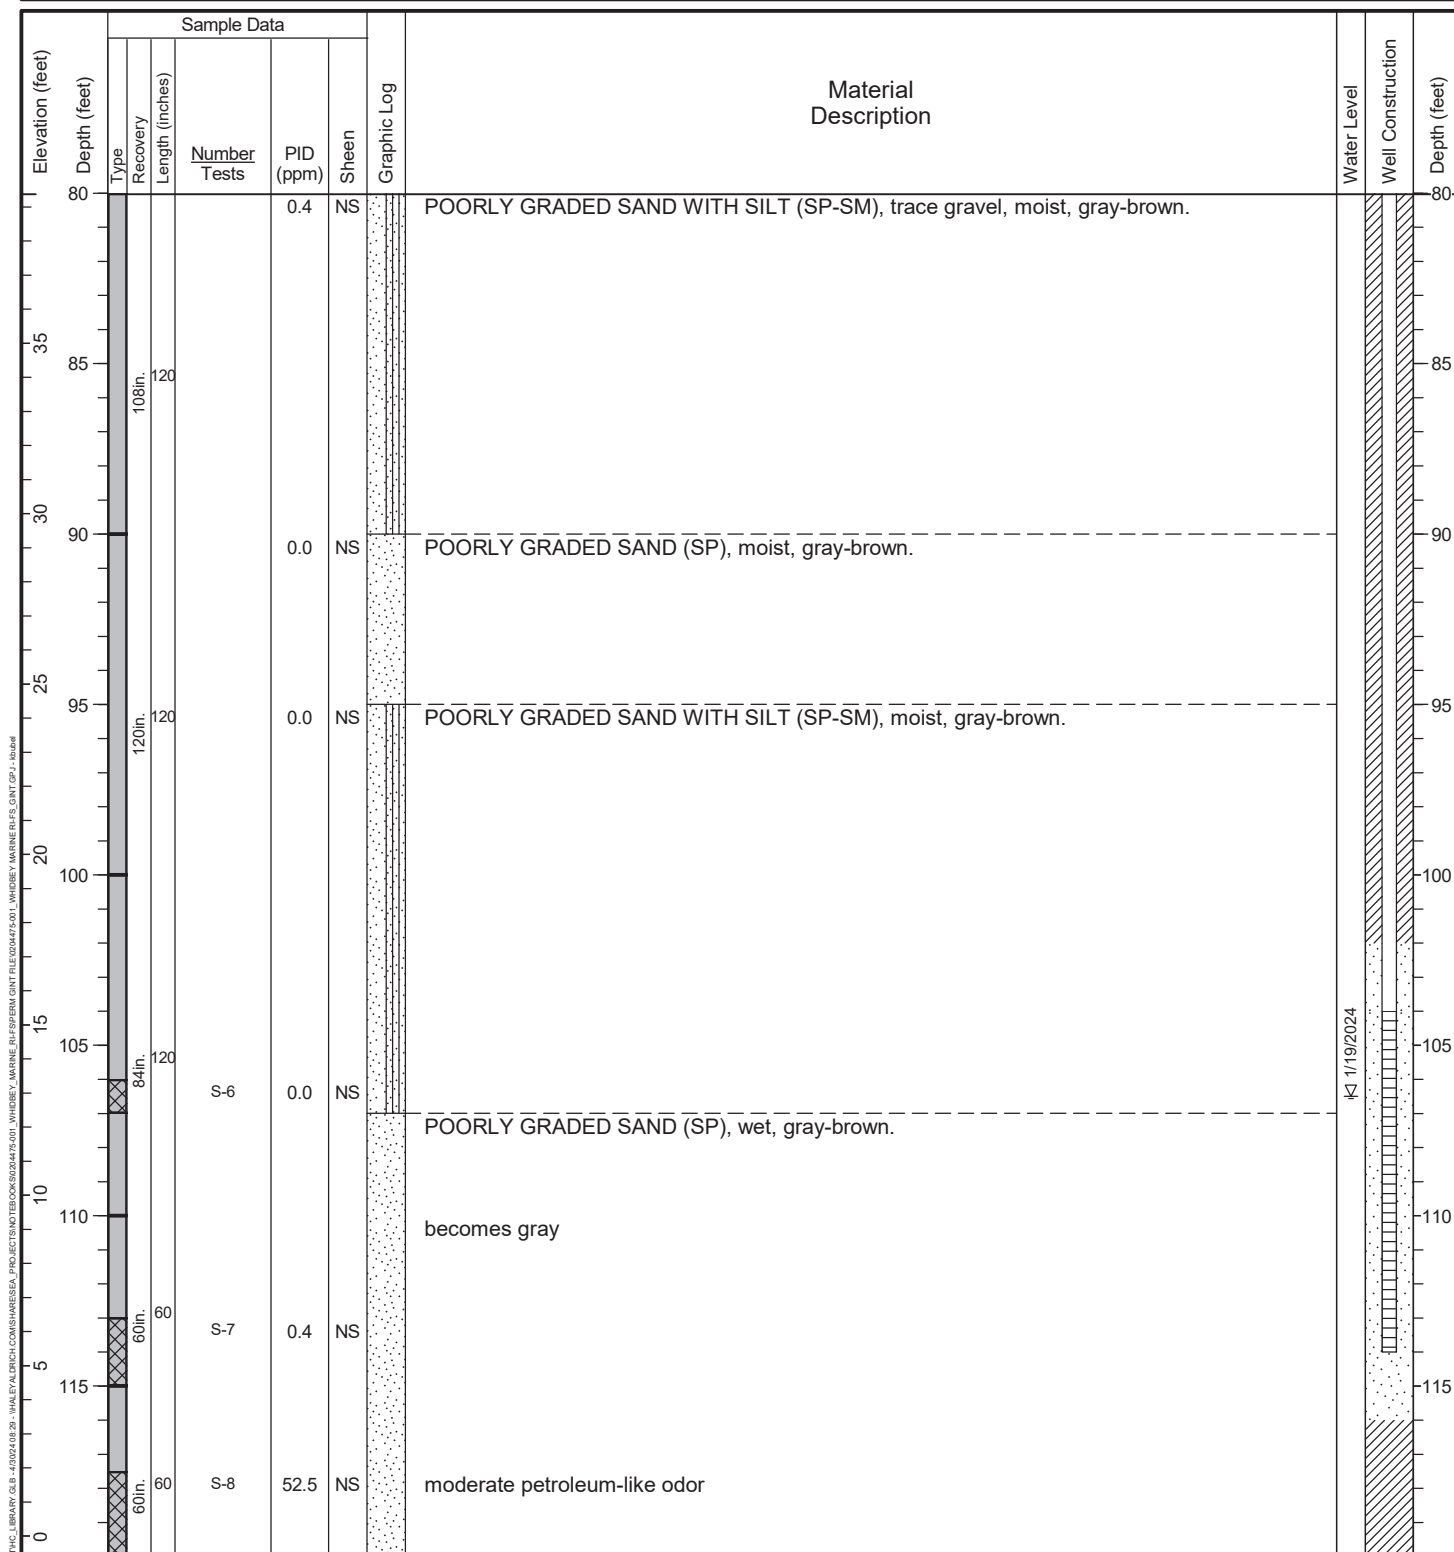 Sample Data
Elevation (feet)
Depth (feet)
Type
Recovery
Length (inches)
Number
Tests
PID
(ppm)
Sheen
Graphic Log
Material
Description
Water Level
Well Construction
Depth (feet)
80 0.4 NS POORLY GRADED SAND WITH SILT (SP-SM), trace gravel, moist, gray-brown. 80
35
85 108in. 120 85
30
90 90
0.0 NS POORLY GRADED SAND (SP), moist, gray-brown.
25
95 95
120in. 120 0.0 NS POORLY GRADED SAND WITH SILT (SP-SM), moist, gray-brown.
20
100 100
15
105 1/19/2024 105
84in. 120
S-6 0.0 NS
POORLY GRADED SAND (SP), wet, gray-brown.
10
110 110
becomes gray
60in. 60 S-7 0.4 NS
5
115 115
60in. 60 S-8 52.5 NS moderate petroleum-like odor
0